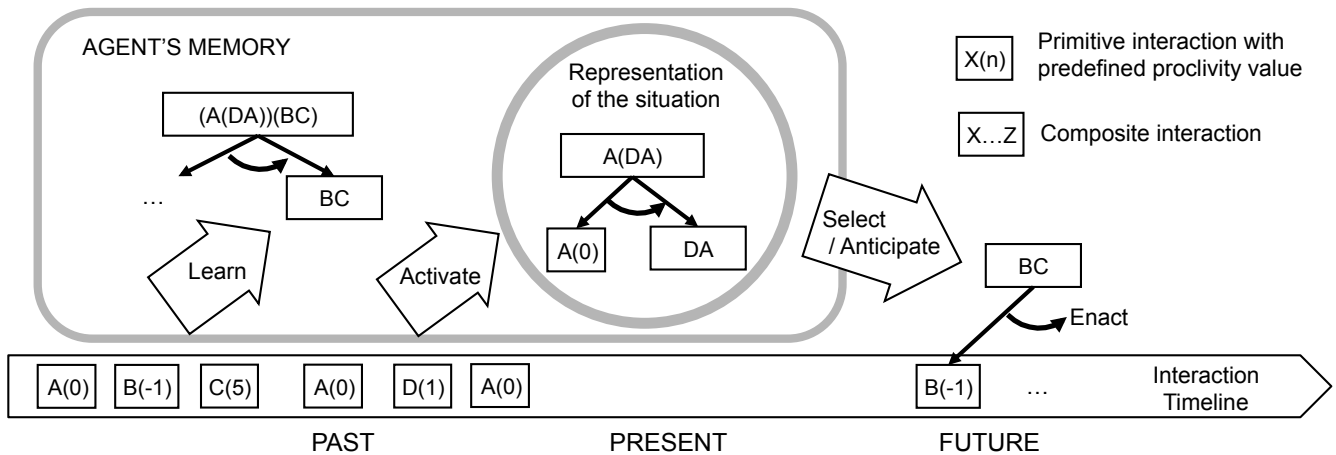 AGENT'S MEMORY
(A(DA))(BC)
…
BC
Learn
Activate
Representation
of the situation
A(DA)
A(0)
DA
Select
/ Anticipate
X(n)
Primitive interaction with
predefined proclivity value
X…Z
Composite interaction
BC
Enact
A(0)
B(-1)
C(5)
A(0)
D(1)
A(0)
B(-1)
…
Interaction
Timeline
PAST
PRESENT
FUTURE